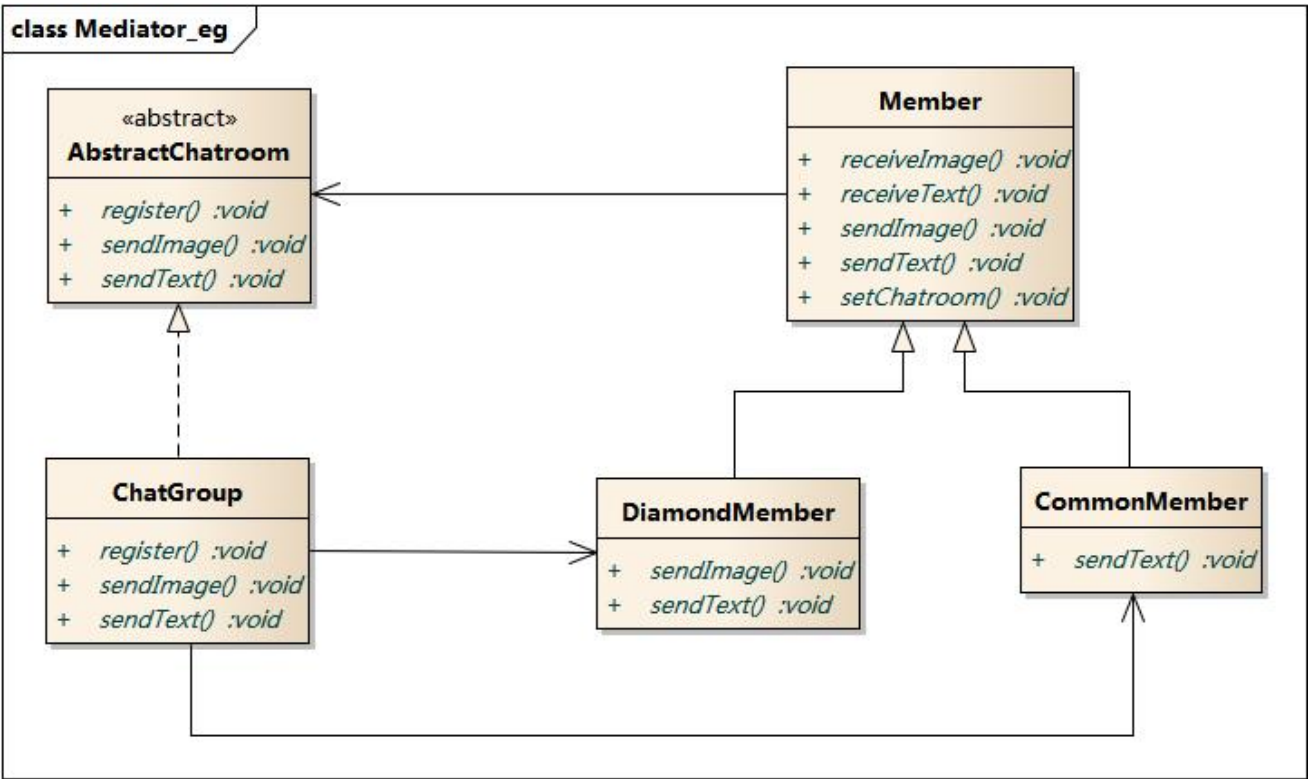 class Mediator_eg
«abstract»
AbstractChatroom
+ register() :void
+ sendImage() :void
+ sendText() :void
Member
+ receiveImage() :void
+ receiveText() :void
+ sendImage() :void
+ sendText() :void
+ setChatroom() :void
ChatGroup
+ register() :void
+ sendImage() :void
+ sendText() :void
DiamondMember
+ sendImage() :void
+ sendText() :void
CommonMember
+ sendText() :void